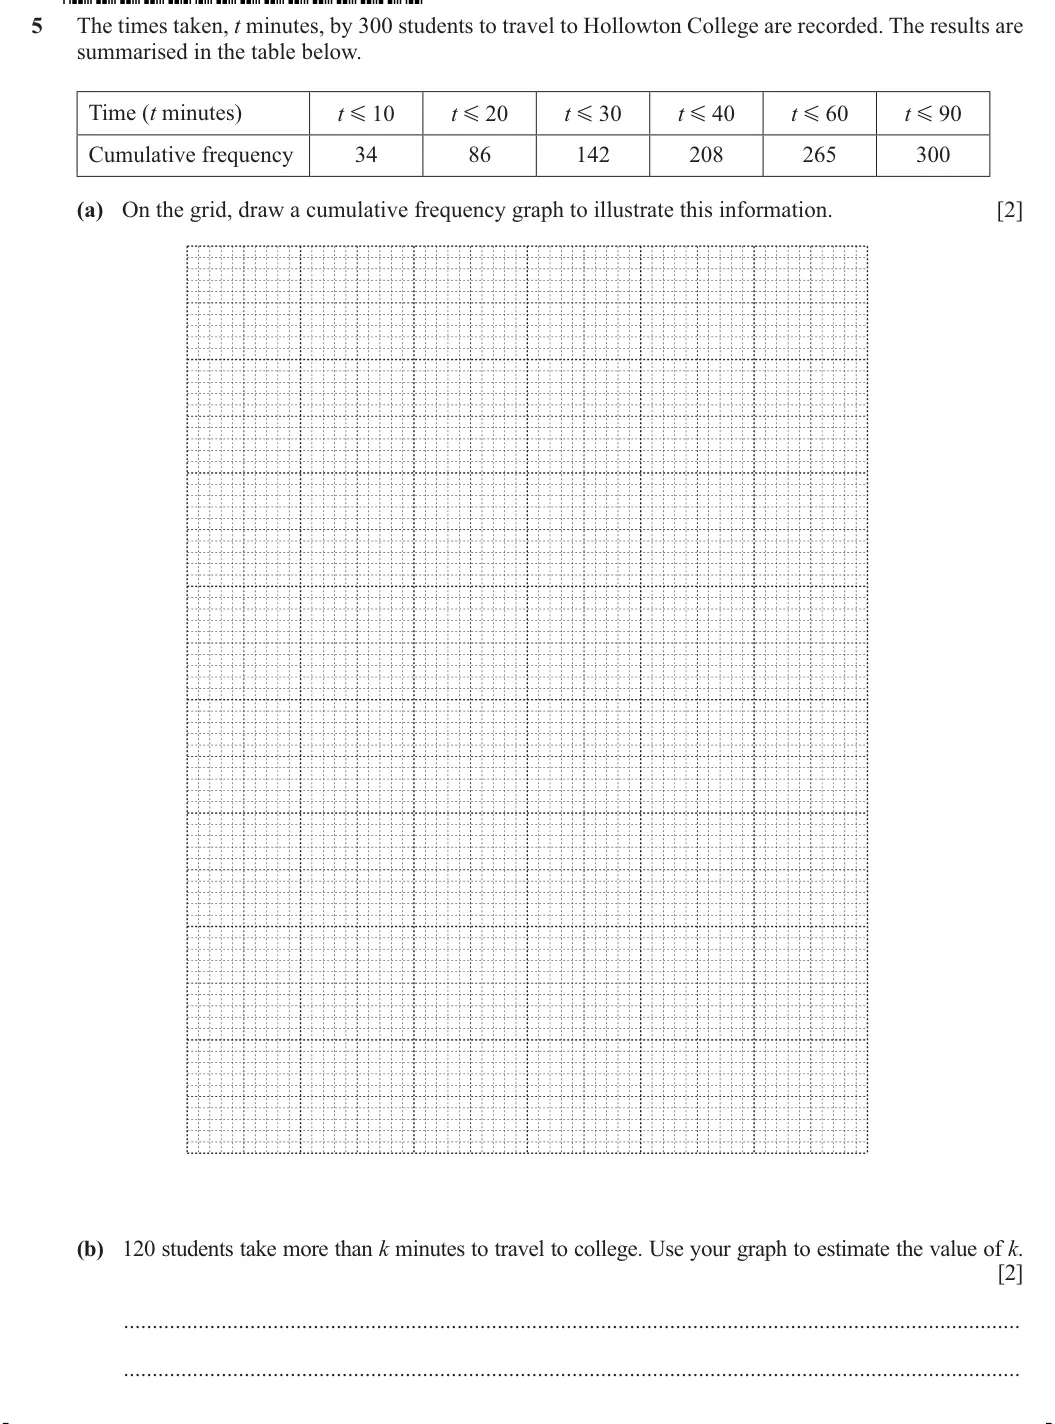 5 The times taken, t minutes, by 300 students to travel to Hollowton College are recorded. The results are
summarised in the table below.
Time (t minutes) t ⩽ 10 t ⩽ 20 t ⩽ 30 t ⩽ 40 t ⩽ 60 t ⩽ 90
Cumulative frequency 34 86 142 208 265 300
(a) On the grid, draw a cumulative frequency graph to illustrate this information. [2]
(b) 120 students take more than k minutes to travel to college. Use your graph to estimate the value of k.
[2]